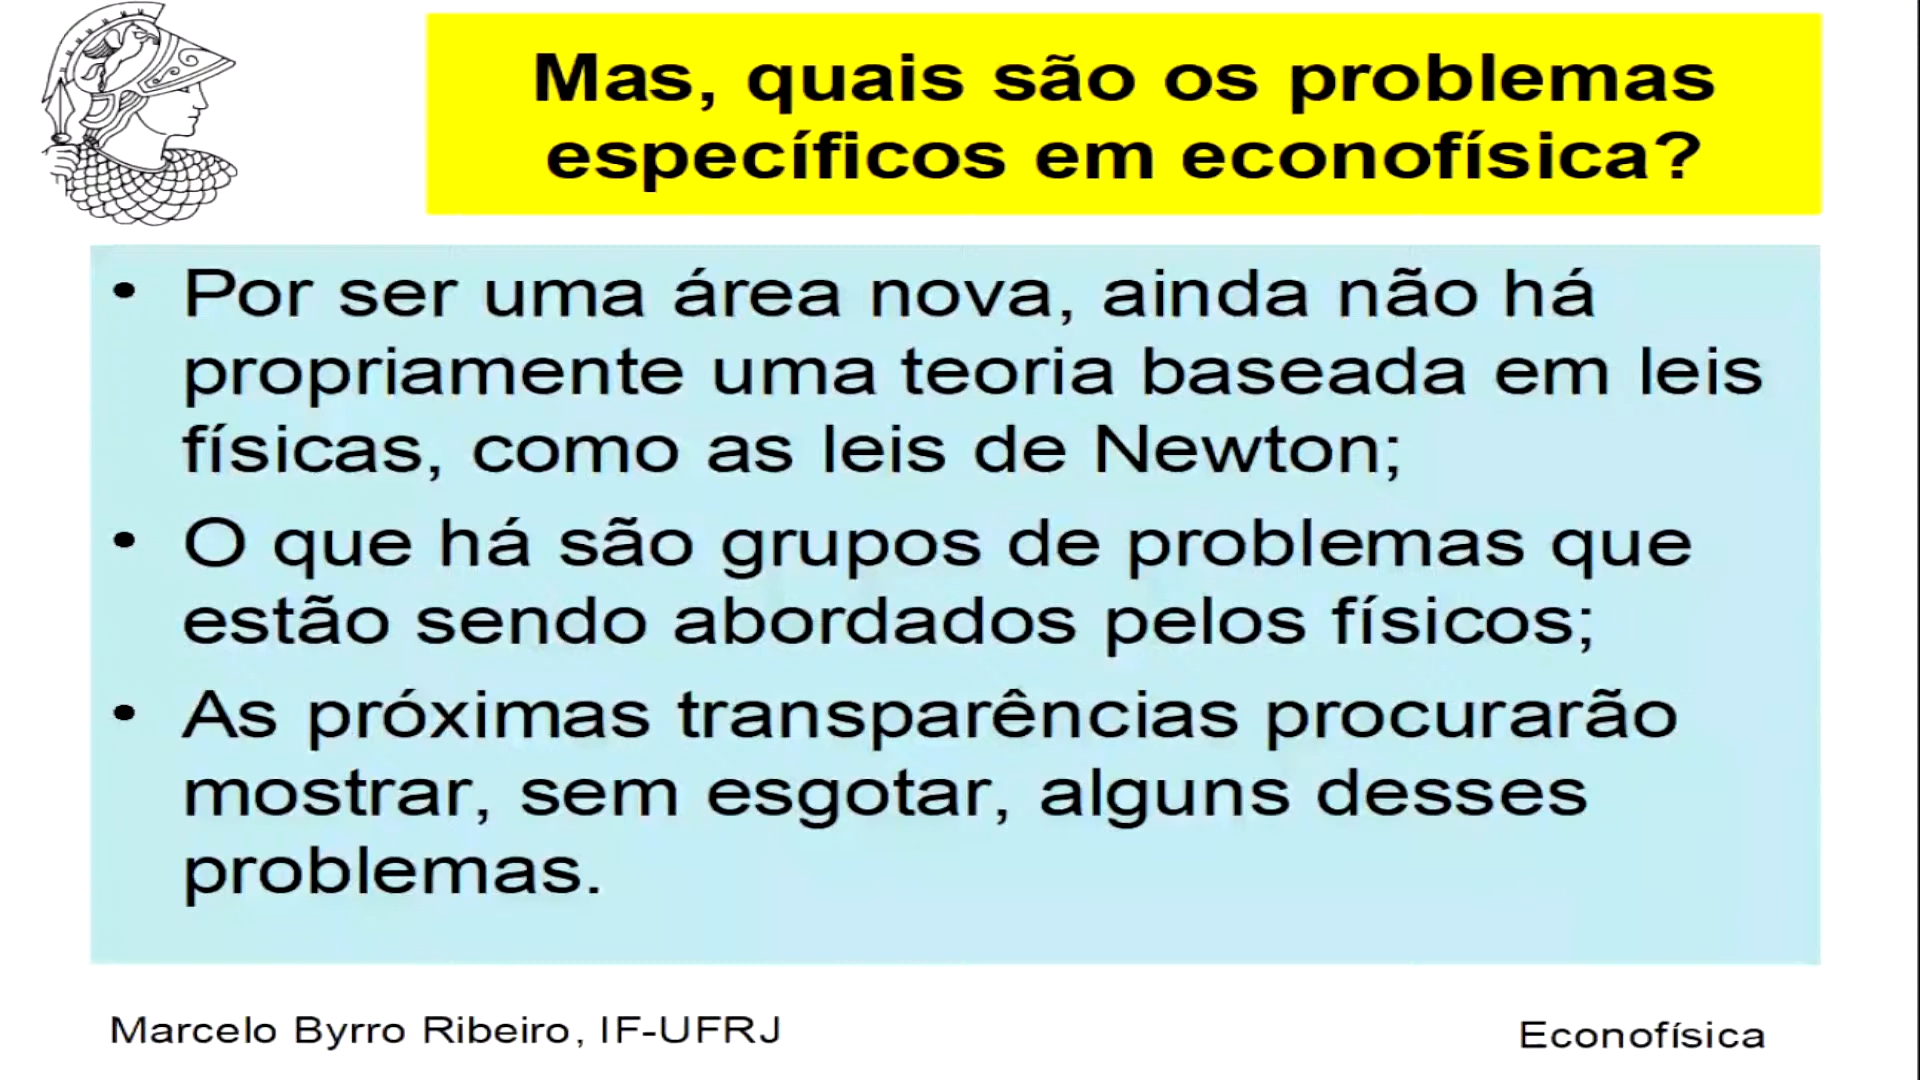 Mas, quais são os problemas
específicos em econofísica?
• Por ser uma área nova, ainda não há
propriamente uma teoria baseada em leis
físicas, como as leis de Newton;
• O que há são grupos de problemas que
estão sendo abordados pelos físicos;
• As próximas transparências procurarão
mostrar, sem esgotar, alguns desses
problemas.
Marcelo Byrro Ribeiro, IF-UFRJ
Econofísica